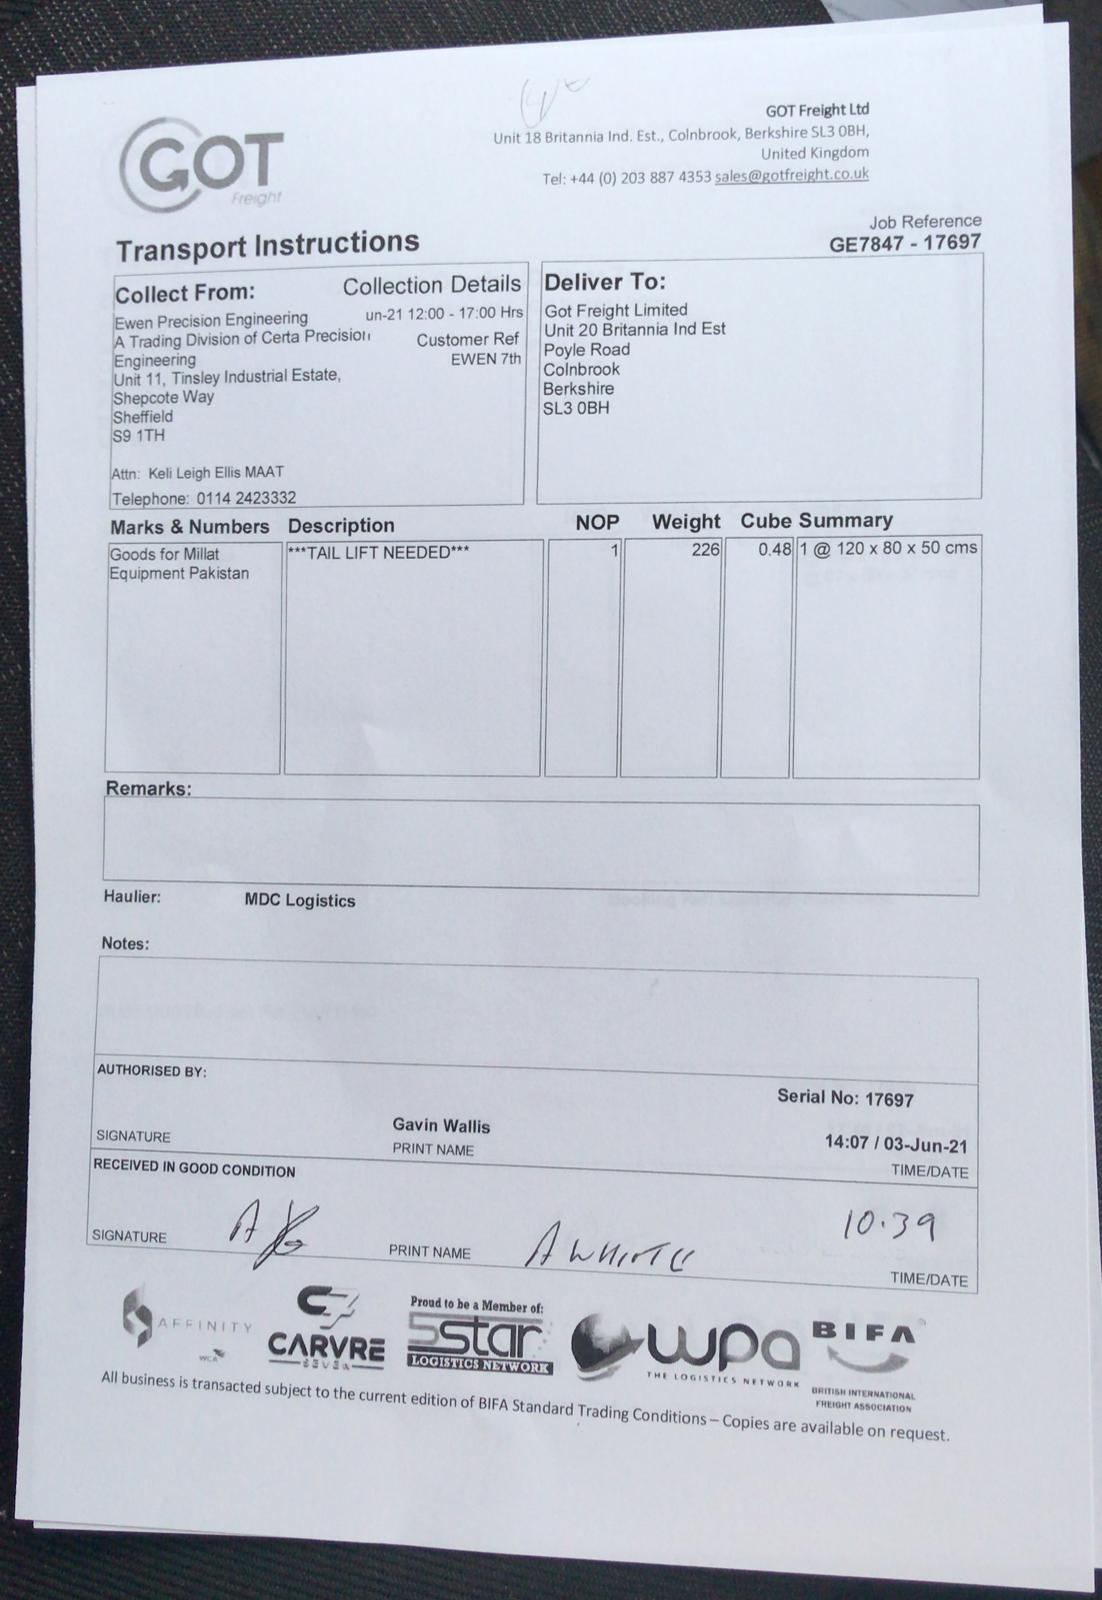 GOT
Freight
GOT Freight Ltd
Unit 18 Britannia Ind. Est., Colnbrook, Berkshire SL3 0BH,
United Kingdom
Tel: +44 (0) 203 887 4353 sales@gotfreight.co.uk
Job Reference
GE7847 - 17697
Transport Instructions
Collect From:
Collection Details
un-21 12:00 - 17:00 Hrs
Customer Ref
EWEN 7th
Ewen Precision Engineering
A Trading Division of Certa Precision
Engineering
Unit 11, Tinsley Industrial Estate,
Shepcote Way
Sheffield
S9 1TH
Attn: Keli Leigh Ellis MAAT
Telephone: 0114 2423332
Deliver To:
Got Freight Limited
Unit 20 Britannia Ind Est
Poyle Road
Colnbrook
Berkshire
SL3 0BH
Marks & Numbers Description NOP Weight Cube Summary
Goods for Millat ***TAIL LIFT NEEDED*** 1 226 0.48 1 @ 120 x 80 x 50 cms
Equipment Pakistan
Remarks:
Haulier: MDC Logistics
Notes:
AUTHORISED BY:
Serial No: 17697
Gavin Wallis
14:07 / 03-Jun-21
SIGNATURE PRINT NAME TIME/DATE
RECEIVED IN GOOD CONDITION
A WHITE
10.39
SIGNATURE PRINT NAME TIME/DATE
AFFINITY
WCA
CARVRE
SEVEN
Proud to be a Member of:
5star
LOGISTICS NETWORK
wpa
THE LOGISTICS NETWORK
BIFA
BRITISH INTERNATIONAL
FREIGHT ASSOCIATION
All business is transacted subject to the current edition of BIFA Standard Trading Conditions – Copies are available on request.